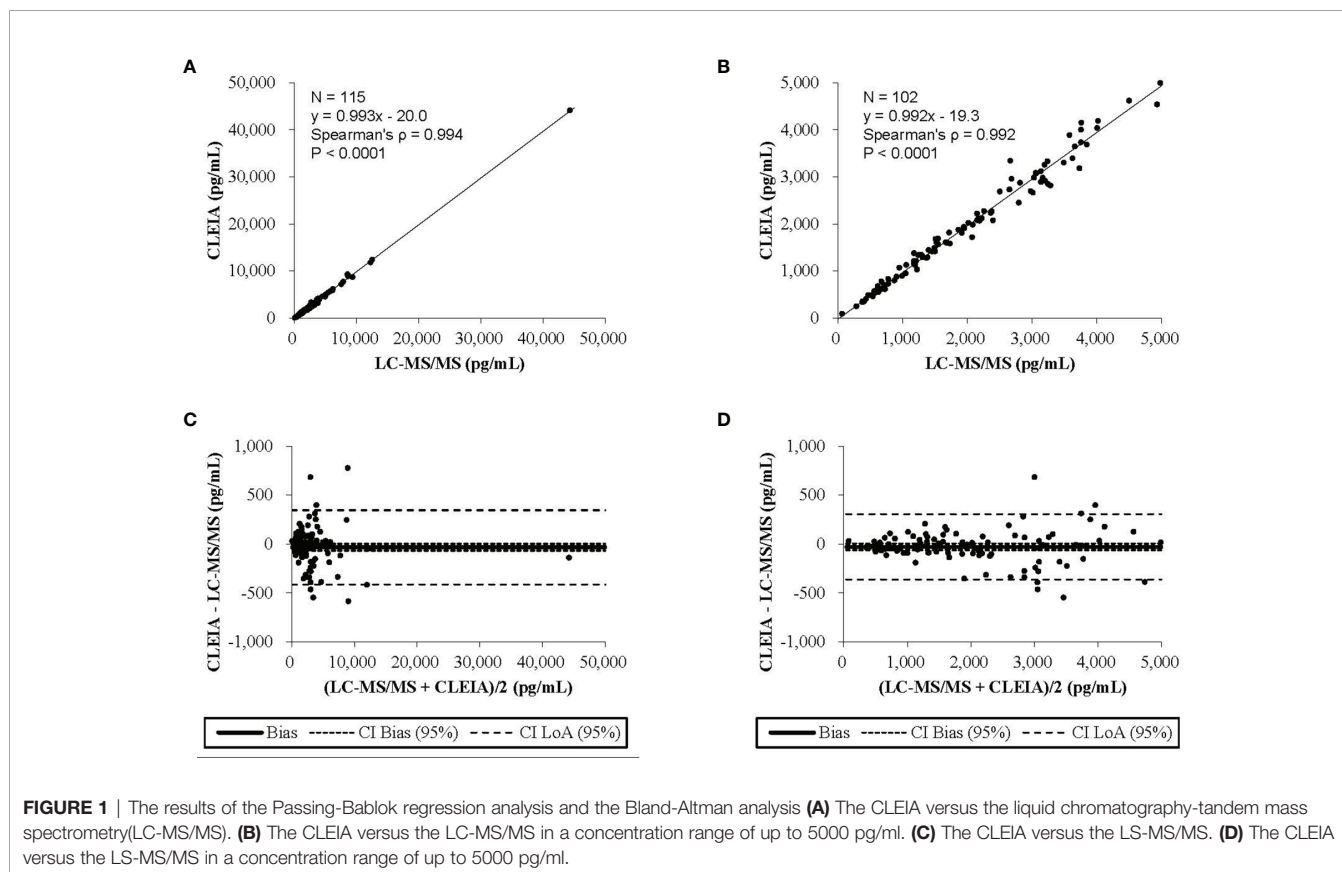 A
50,000
40,000
30,000
20,000
10,000
0
CLEIA (pg/mL)
N = 115
y = 0.993x - 20.0
Spearman's ρ = 0.994
P < 0.0001
0 10,000 20,000 30,000 40,000 50,000
LC-MS/MS (pg/mL)
B
5,000
4,000
3,000
2,000
1,000
0
CLEIA (pg/mL)
N = 102
y = 0.992x - 19.3
Spearman's ρ = 0.992
P < 0.0001
0 1,000 2,000 3,000 4,000 5,000
LC-MS/MS (pg/mL)
C
1,000
500
0
-500
-1,000
CLEIA - LC-MS/MS (pg/mL)
0 10,000 20,000 30,000 40,000 50,000
(LC-MS/MS + CLEIA)/2 (pg/mL)
Bias CI Bias (95%) CI LoA (95%)
D
1,000
500
0
-500
-1,000
CLEIA - LC-MS/MS (pg/mL)
0 1,000 2,000 3,000 4,000 5,000
(LC-MS/MS + CLEIA)/2 (pg/mL)
Bias CI Bias (95%) CI LoA (95%)
FIGURE 1 | The results of the Passing-Bablok regression analysis and the Bland-Altman analysis (A) The CLEIA versus the liquid chromatography-tandem mass
spectrometry(LC-MS/MS). (B) The CLEIA versus the LC-MS/MS in a concentration range of up to 5000 pg/ml. (C) The CLEIA versus the LS-MS/MS. (D) The CLEIA
versus the LS-MS/MS in a concentration range of up to 5000 pg/ml.